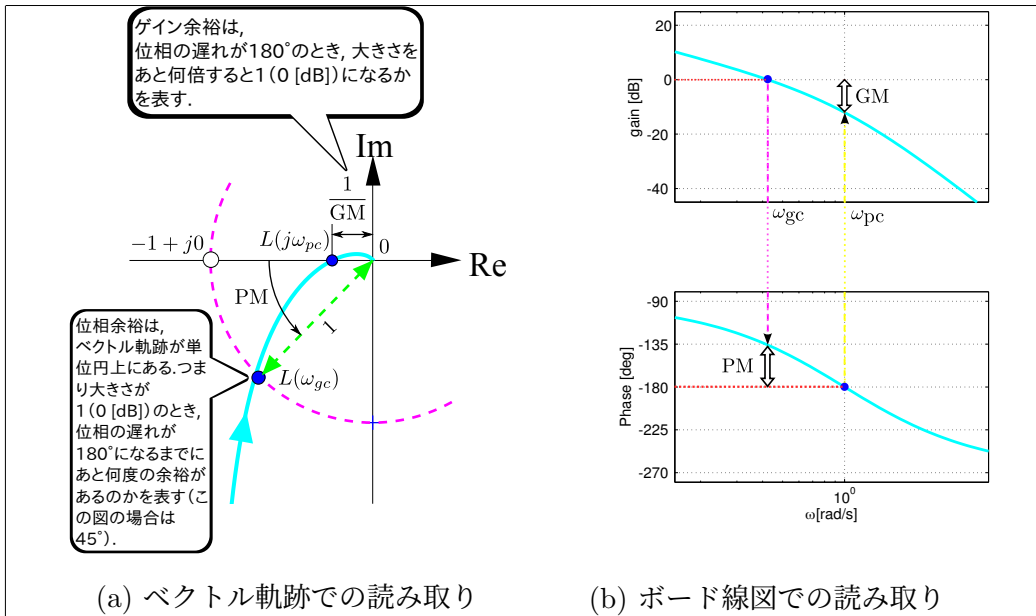 ゲイン余裕は,
位相の遅れが180°のとき, 大きさを
あと何倍すると1(0 [dB])になるか
を表す.
Im
1
GM
−1 + j0
L(jωpc)
0
Re
PM
1
L(ωgc)
位相余裕は,
ベクトル軌跡が単
位円上にある,つま
り大きさが
1(0 [dB])のとき,
位相の遅れが
180°になるまでに
あと何度の余裕が
あるのかを表す(こ
の図の場合は
45°).
(a) ベクトル軌跡での読み取り
20
0
-20
-40
gain [dB]
GM
ωgc
ωpc
-90
-135
-180
-225
-270
Phase [deg]
PM
10^0
ω[rad/s]
(b) ボード線図での読み取り